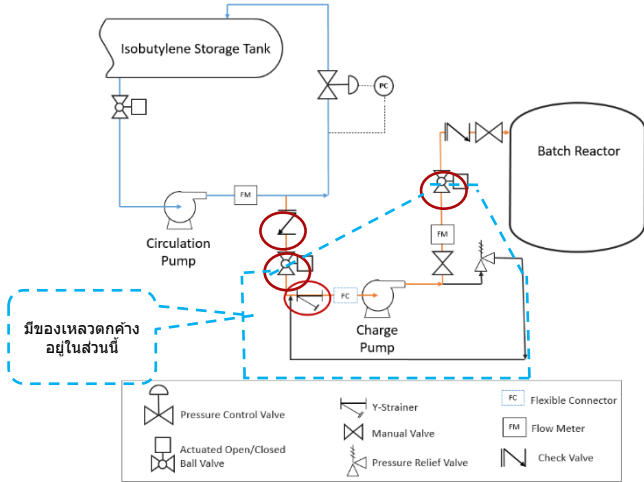 Isobutylene Storage Tank
PC
Batch Reactor
FM
Circulation
Pump
FM
FC
Charge
Pump
มีของเหลวตกค้าง
อยู่ในส่วนนี้
Pressure Control Valve
Actuated Open/Closed
Ball Valve
Y-Strainer
Manual Valve
Pressure Relief Valve
FC
Flexible Connector
FM
Flow Meter
Check Valve